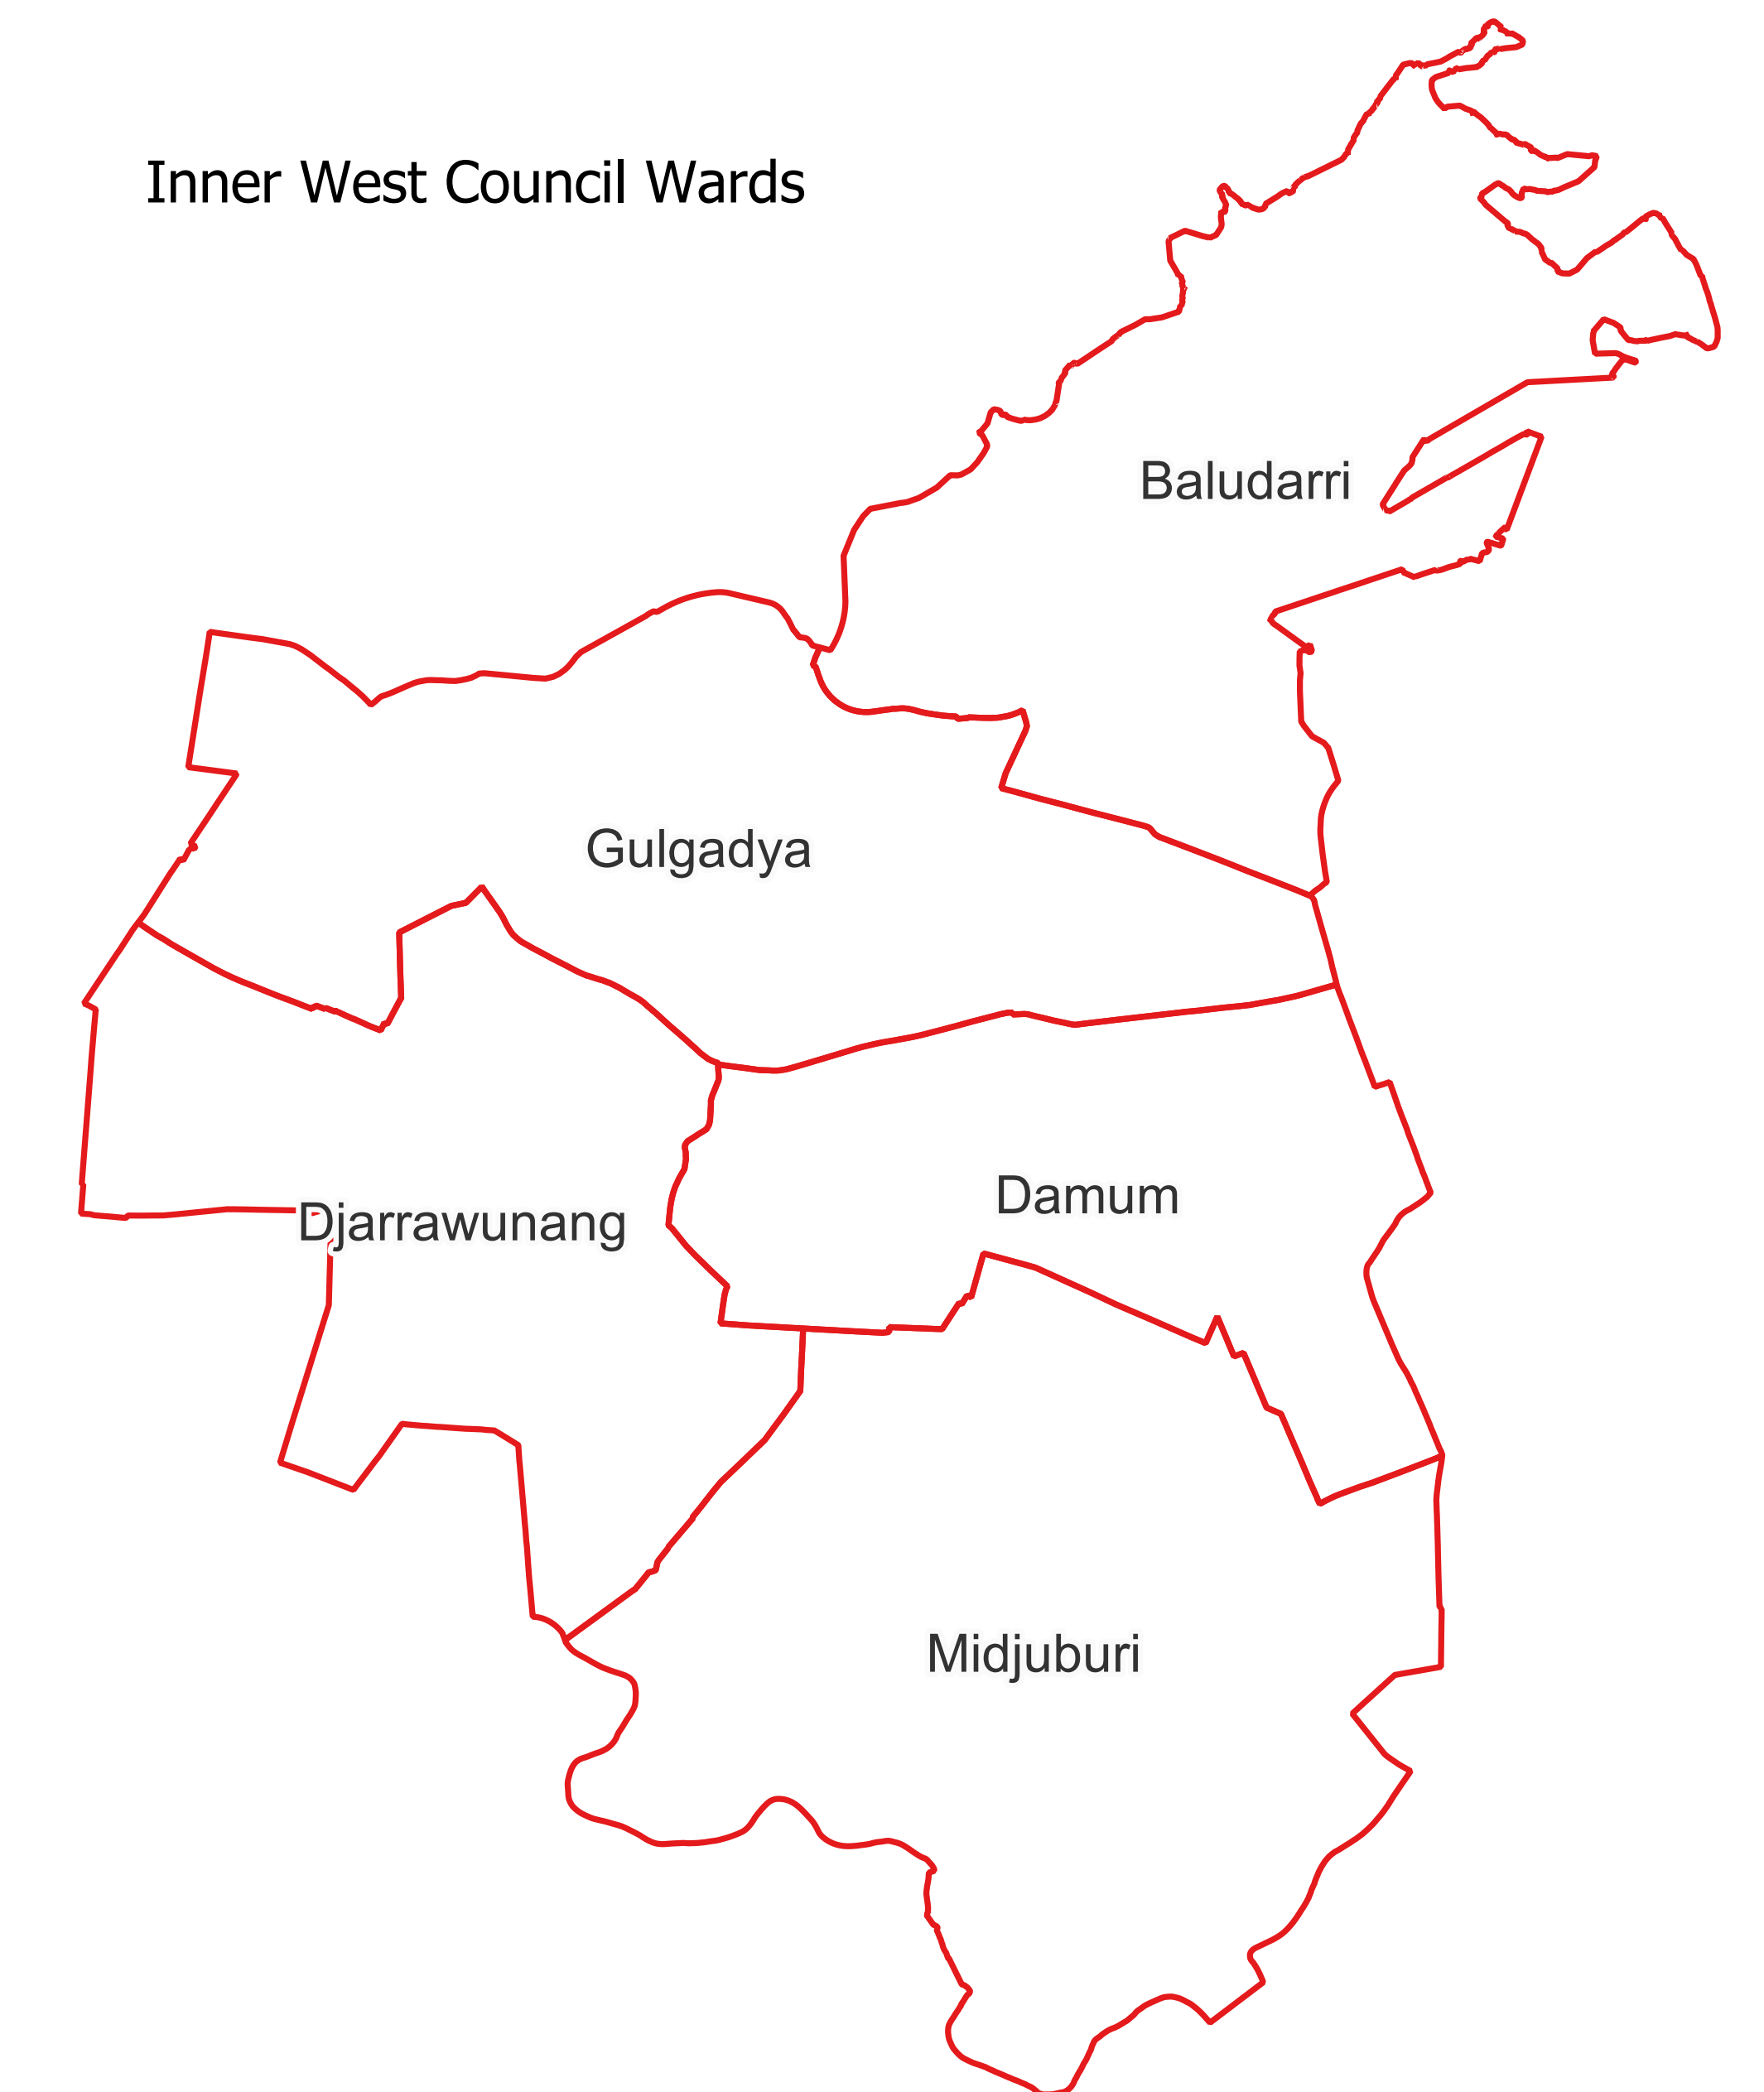 Inner West Council Wards
Baludarri
Gulgadya
Damum
Djarrawunang
Midjuburi